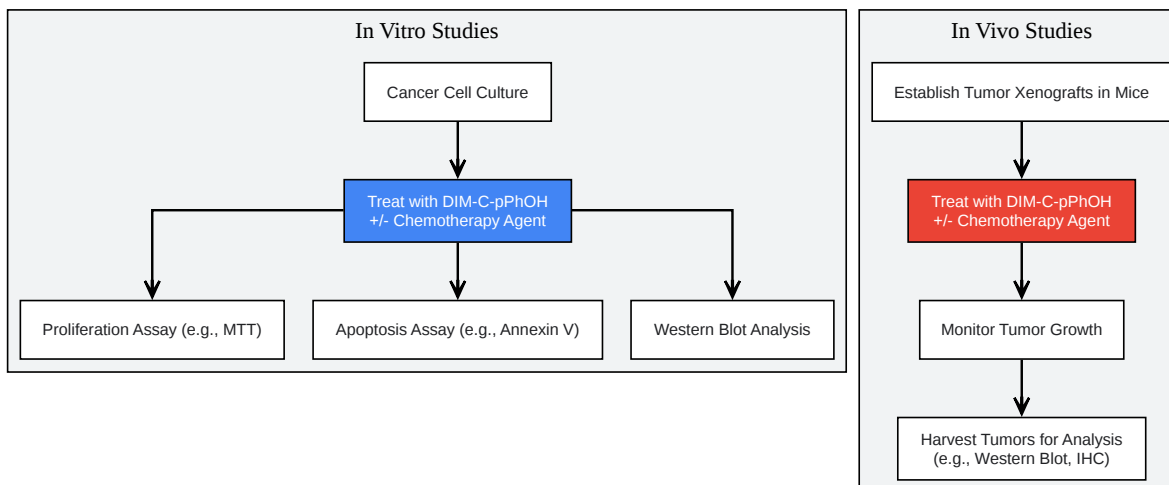 In Vitro Studies
Cancer Cell Culture
Treat with DIM-C-pPhOH
+/- Chemotherapy Agent
Proliferation Assay (e.g., MTT)
Apoptosis Assay (e.g., Annexin V)
Western Blot Analysis
In Vivo Studies
Establish Tumor Xenografts in Mice
Treat with DIM-C-pPhOH
+/- Chemotherapy Agent
Monitor Tumor Growth
Harvest Tumors for Analysis
(e.g., Western Blot, IHC)